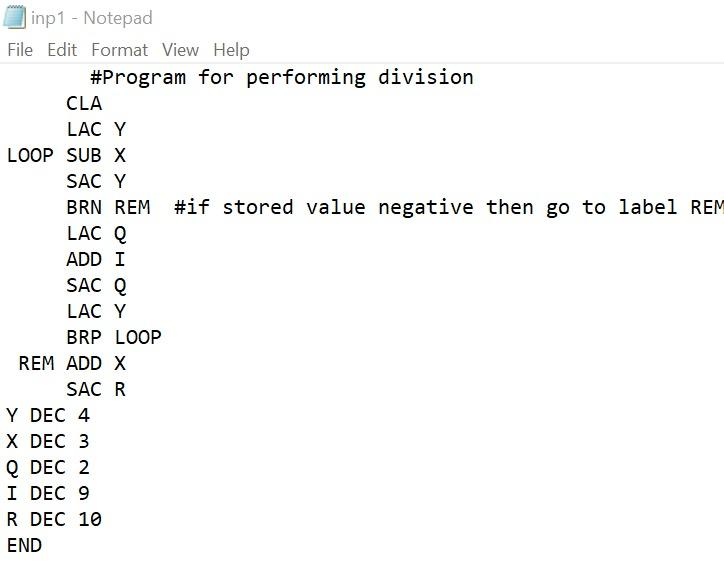 inp1 - Notepad
File Edit Format View Help
#Program for performing division
CLA
LAC Y
LOOP SUB X
SAC Y
BRN REM #if stored value negative then go to label REM
LAC Q
ADD I
SAC Q
LAC Y
BRP LOOP
REM ADD X
SAC R
Y DEC 4
X DEC 3
Q DEC 2
I DEC 9
R DEC 10
END